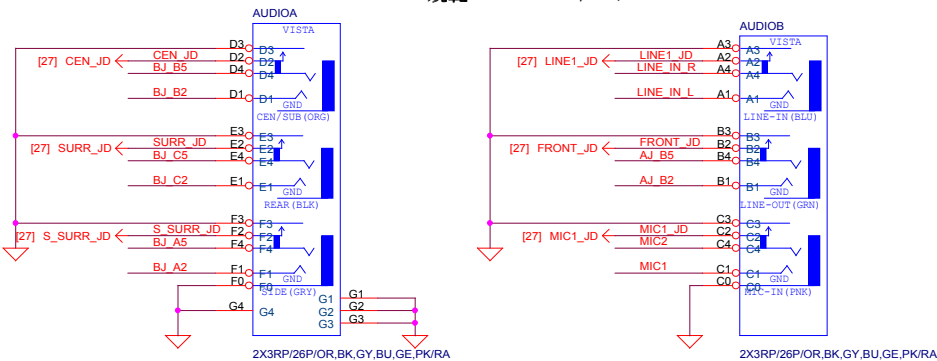 AUDIOA
VISTA
D3 D3
[27] CEN_JD CEN_JD D2 D2
BJ_B5 D4 D4
BJ_B2 D1 D1
GND
CEN/SUB(ORG)
E3 E3
[27] SURR_JD SURR_JD E2 E2
BJ_C5 E4 E4
BJ_C2 E1 E1
GND
REAR(BLK)
F3 F3
[27] S_SURR_JD S_SURR_JD F2 F2
BJ_A5 F4 F4
BJ_A2 F1 F1
GND
F0 F0
SIDE(GRY)
G4 G4
G1 G1
G2 G2
G3 G3
2X3RP/26P/OR,BK,GY,BU,GE,PK/RA
AUDIOB
VISTA
A3 A3
[27] LINE1_JD LINE1_JD A2 A2
LINE_IN_R A4 A4
LINE_IN_L A1 A1
GND
LINE-IN(BLU)
B3 B3
[27] FRONT_JD FRONT_JD B2 B2
AJ_B5 B4 B4
AJ_B2 B1 B1
GND
LINE-OUT(GRN)
C3 C3
[27] MIC1_JD MIC1_JD C2 C2
MIC2 C4 C4
MIC1 C1 C1
GND
C0 C0
MIC-IN(PNK)
2X3RP/26P/OR,BK,GY,BU,GE,PK/RA